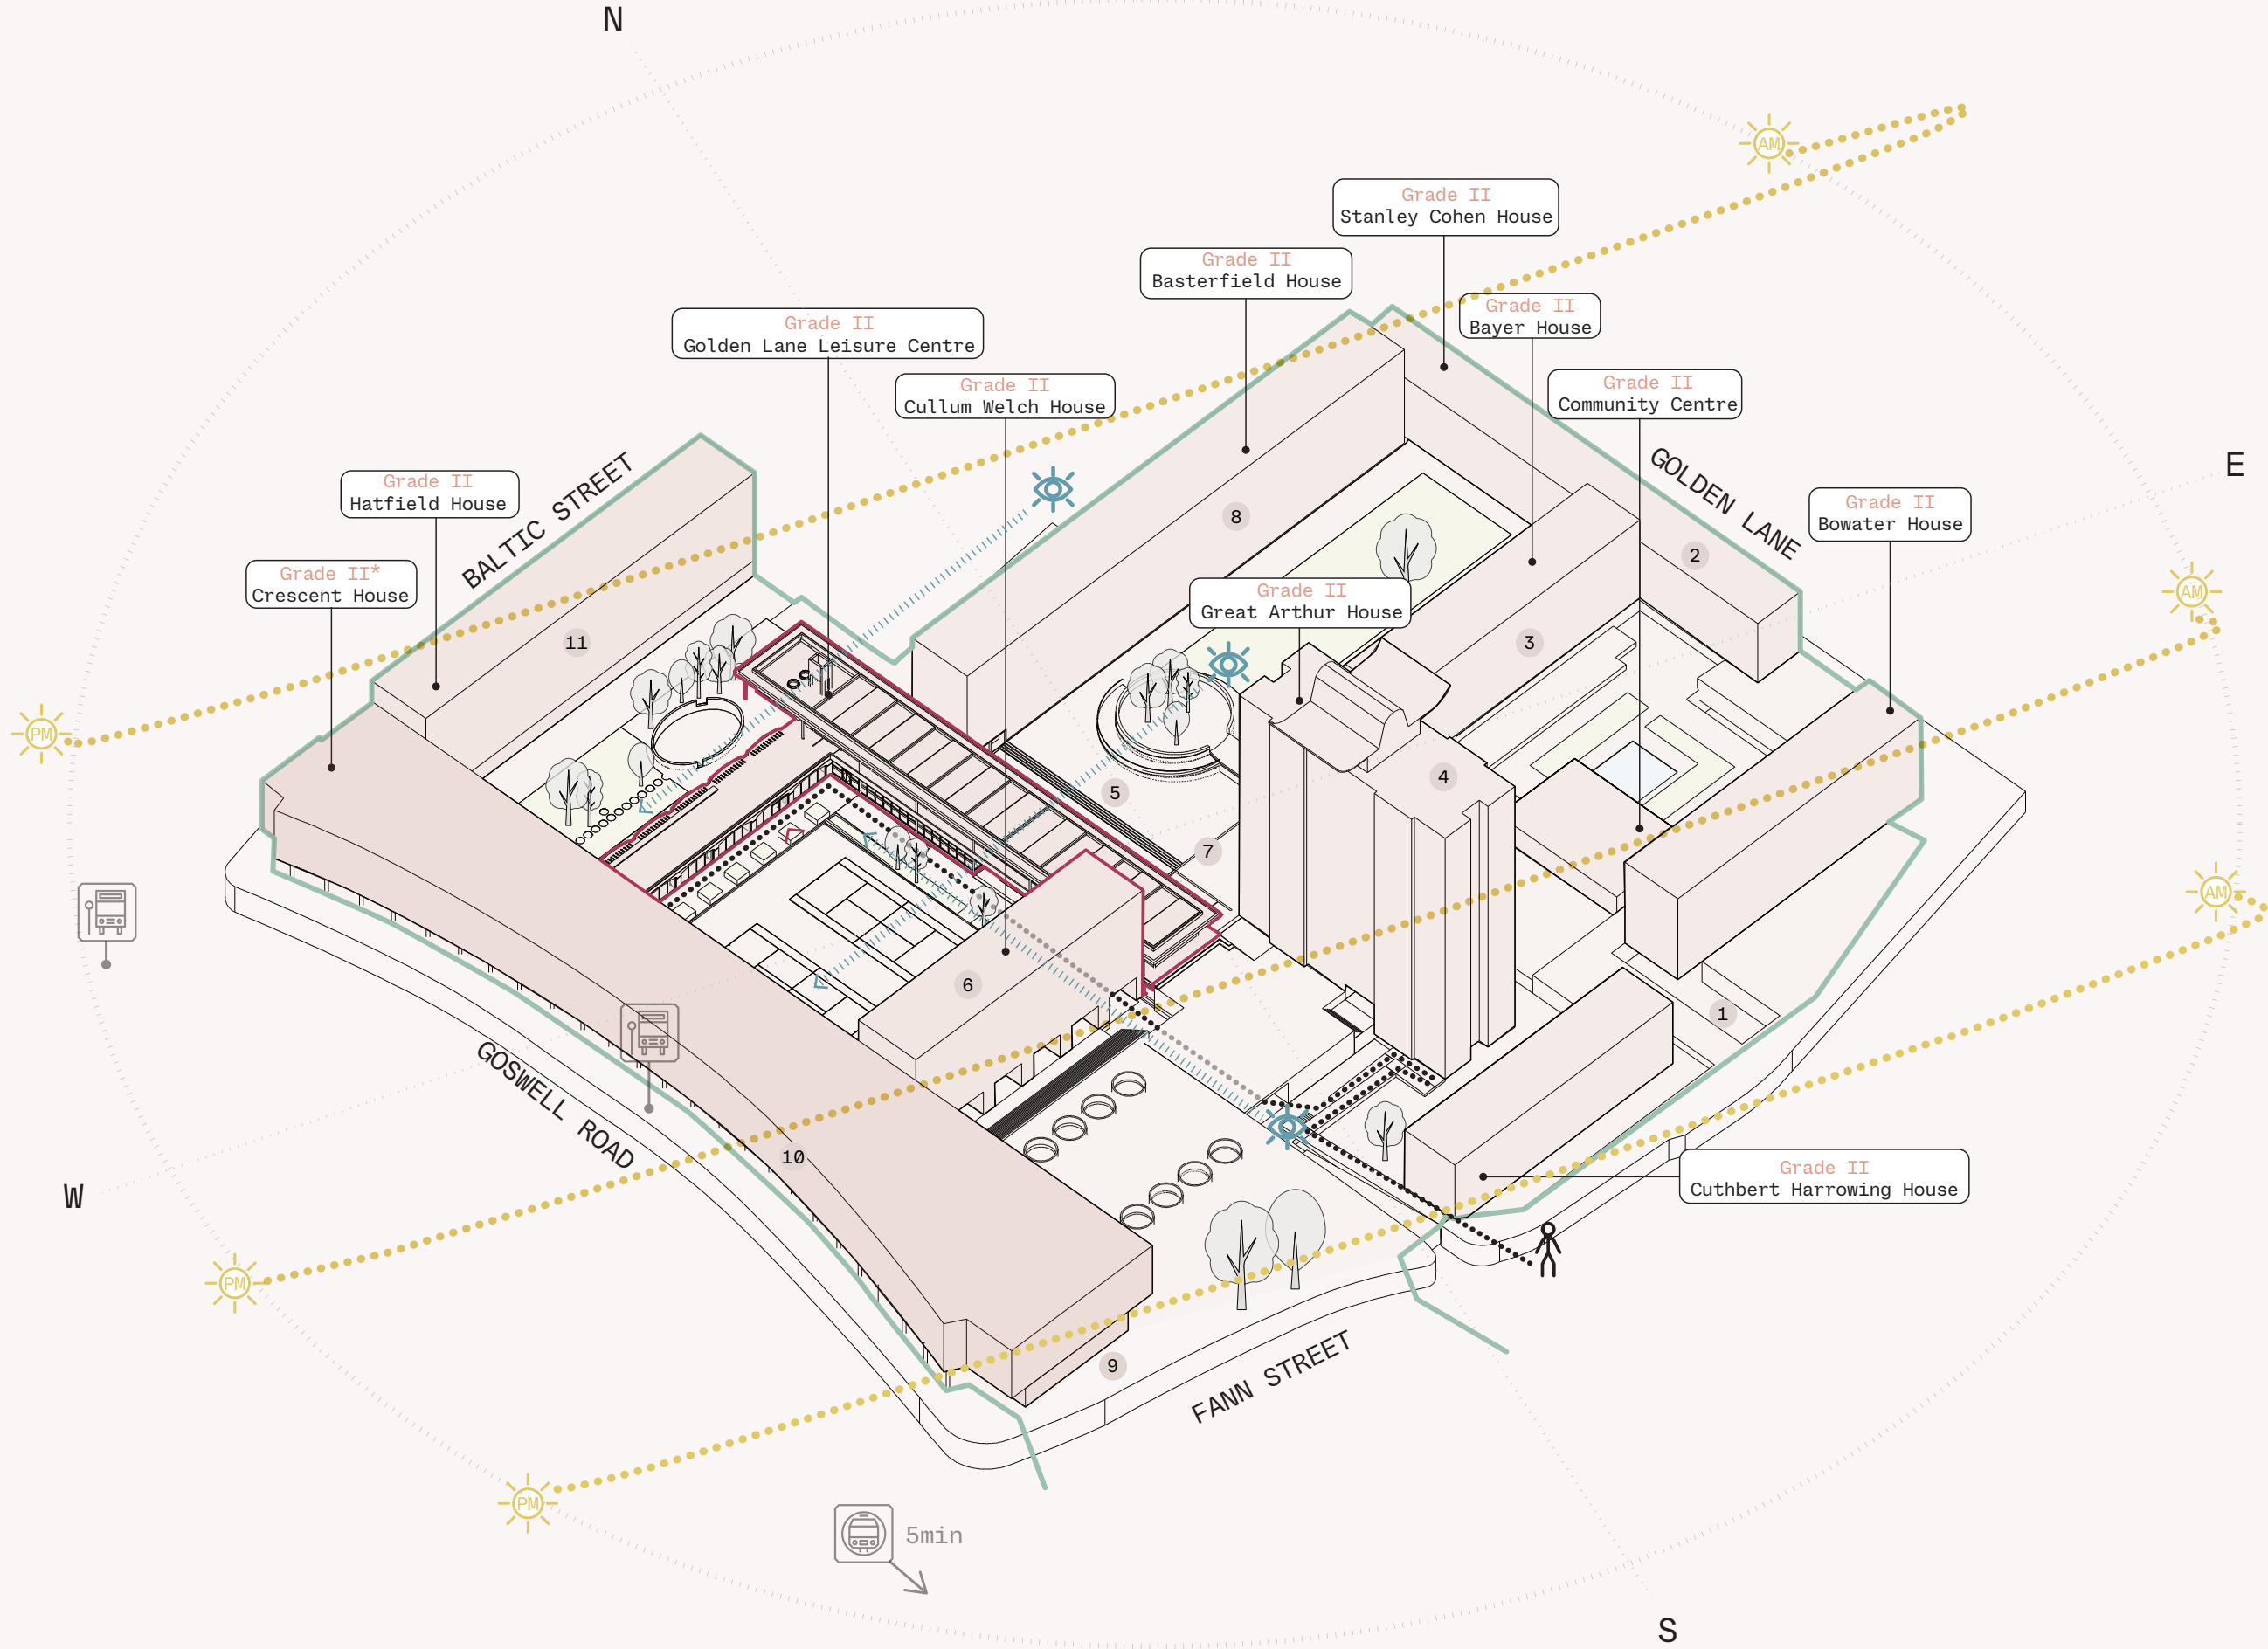 N
AM
Grade II
Stanley Cohen House
Grade II
Basterfield House
Grade II
Bayer House
Grade II
Golden Lane Leisure Centre
Grade II
Cullum Welch House
Grade II
Community Centre
GOLDEN LANE
E
BALTIC STREET
Grade II
Hatfield House
Grade II
Bowater House
8
2
Grade II*
Crescent House
Grade II
Great Arthur House
AM
11
3
PM
4
5
7
AM
6
1
GOSWELL ROAD
10
W
Grade II
Cuthbert Harrowing House
PM
9
FANN STREET
PM
5min
S